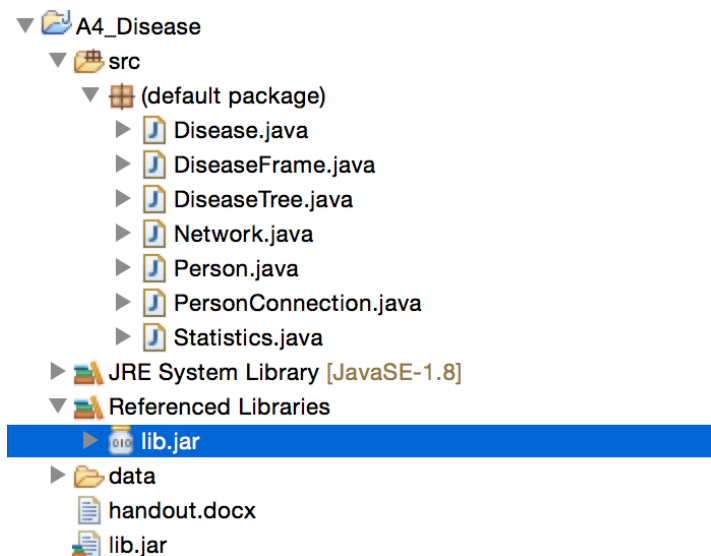 A4_Disease
src
(default package)
Disease.java
DiseaseFrame.java
DiseaseTree.java
Network.java
Person.java
PersonConnection.java
Statistics.java
JRE System Library [JavaSE-1.8]
Referenced Libraries
lib.jar
data
handout.docx
lib.jar